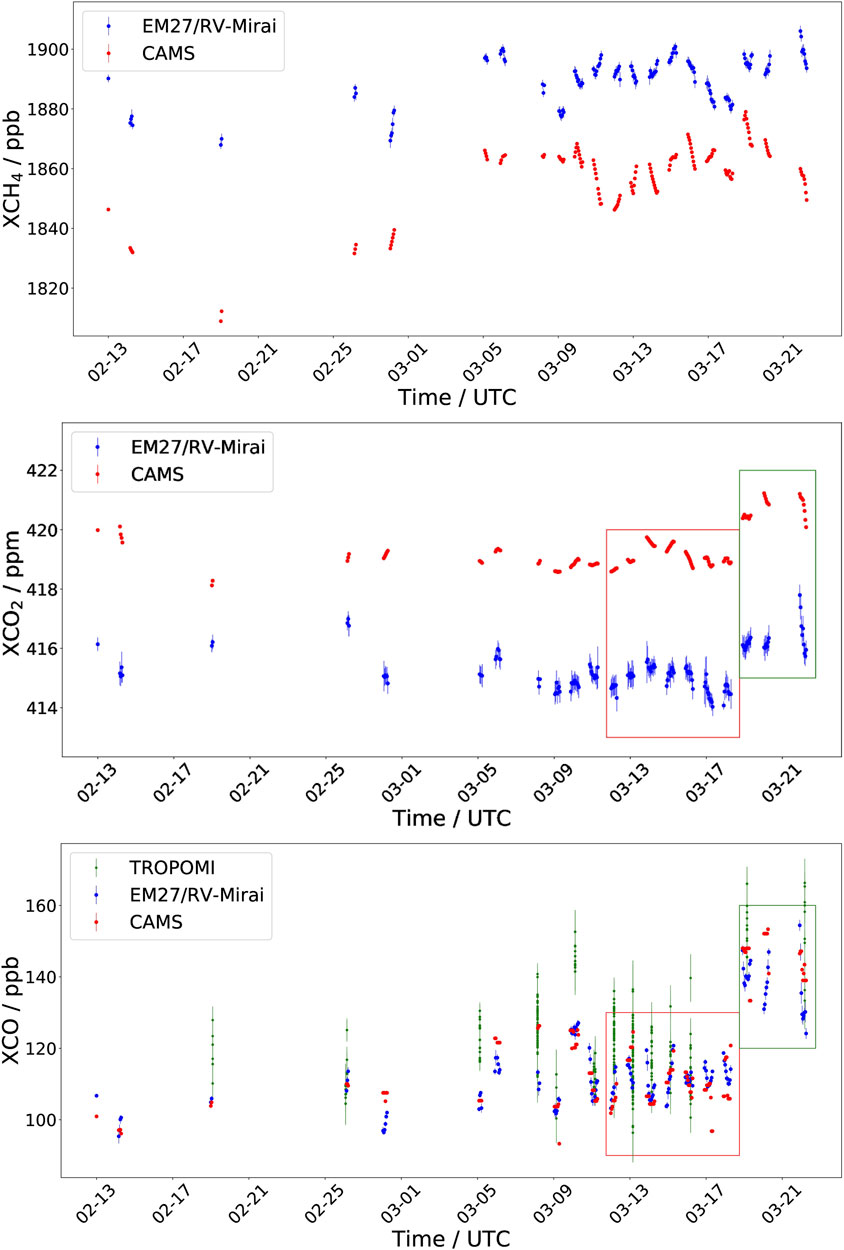 EM27/RV-Mirai
CAMS
XCH4 / ppb
1900
1880
1860
1840
1820
02-13 02-17 02-21 02-25 03-01 03-05 03-09 03-13 03-17 03-21
Time / UTC
EM27/RV-Mirai
CAMS
XCO2 / ppm
422
420
418
416
414
02-13 02-17 02-21 02-25 03-01 03-05 03-09 03-13 03-17 03-21
Time / UTC
TROPOMI
EM27/RV-Mirai
CAMS
XCO / ppb
160
140
120
100
02-13 02-17 02-21 02-25 03-01 03-05 03-09 03-13 03-17 03-21
Time / UTC